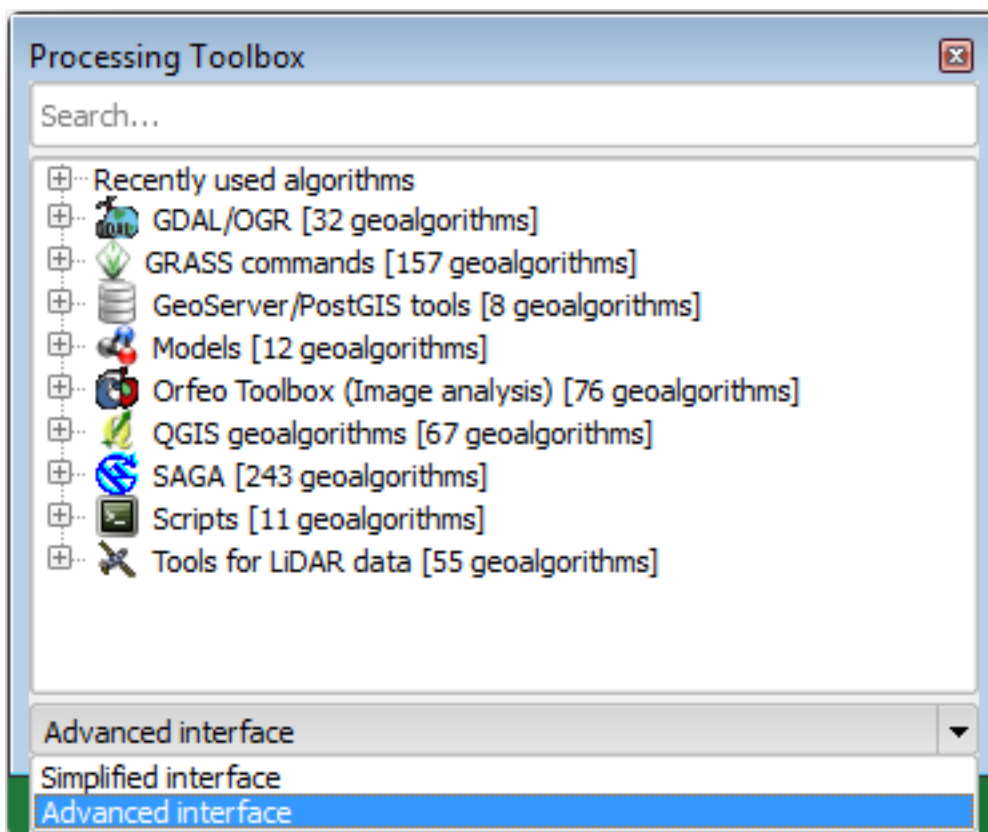 Processing Toolbox
Search...
Recently used algorithms
GDAL/OGR [32 geoalgorithms]
GRASS commands [157 geoalgorithms]
GeoServer/PostGIS tools [8 geoalgorithms]
Models [12 geoalgorithms]
Orfeo Toolbox (Image analysis) [76 geoalgorithms]
QGIS geoalgorithms [67 geoalgorithms]
SAGA [243 geoalgorithms]
Scripts [11 geoalgorithms]
Tools for LiDAR data [55 geoalgorithms]
Advanced interface
Simplified interface
Advanced interface